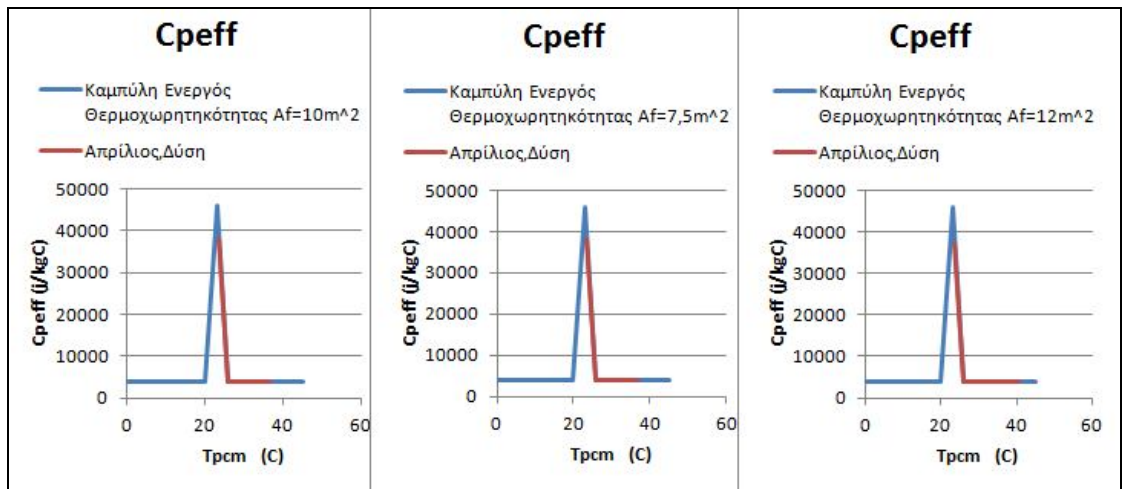 Cpeff
Καμπύλη Ενεργός
Θερμοχωρητηκότητας Af=10m^2
Απρίλιος,Δύση
50000
40000
30000
20000
10000
0
Cpeff (j/kgC)
0 20 40 60
Tpcm (C)
Cpeff
Καμπύλη Ενεργός
Θερμοχωρητηκότητας Af=7,5m^2
Απρίλιος,Δύση
50000
40000
30000
20000
10000
0
Cpeff (j/kgC)
0 20 40 60
Tpcm (C)
Cpeff
Καμπύλη Ενεργός
Θερμοχωρητηκότητας Af=12m^2
Απρίλιος,Δύση
50000
40000
30000
20000
10000
0
Cpeff (j/kgC)
0 20 40 60
Tpcm (C)